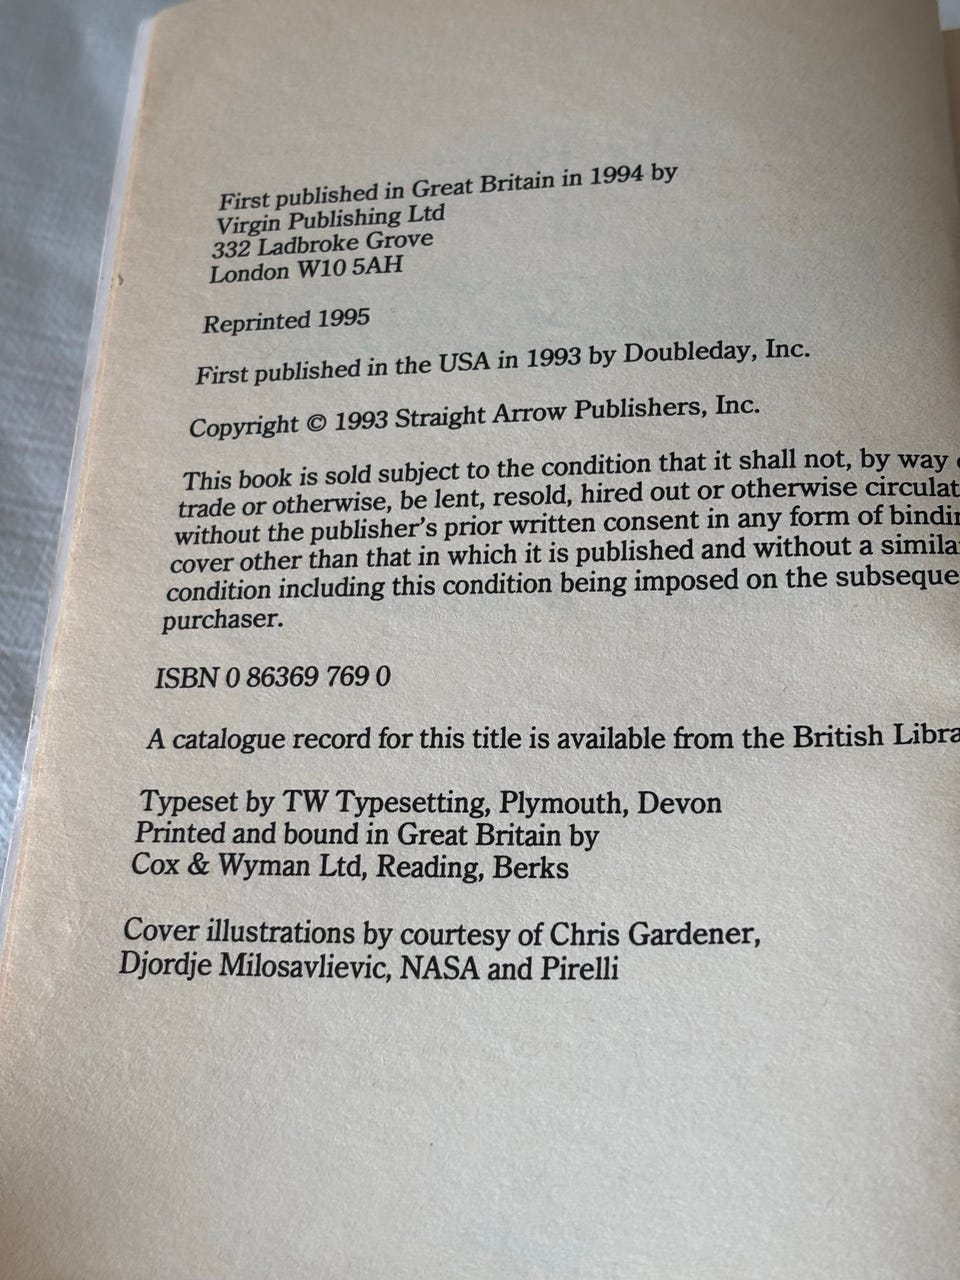 First published in Great Britain in 1994 by
Virgin Publishing Ltd
332 Ladbroke Grove
London W10 5AH
Reprinted 1995
First published in the USA in 1993 by Doubleday, Inc.
Copyright © 1993 Straight Arrow Publishers, Inc.
This book is sold subject to the condition that it shall not, by way
trade or otherwise, be lent, resold, hired out or otherwise circulat
without the publisher's prior written consent in any form of bindin
cover other than that in which it is published and without a simila
condition including this condition being imposed on the subseque
purchaser.
ISBN 0 86369 769 0
A catalogue record for this title is available from the British Libra
Typeset by TW Typesetting, Plymouth, Devon
Printed and bound in Great Britain by
Cox & Wyman Ltd, Reading, Berks
Cover illustrations by courtesy of Chris Gardener,
Djordje Milosavlievic, NASA and Pirelli